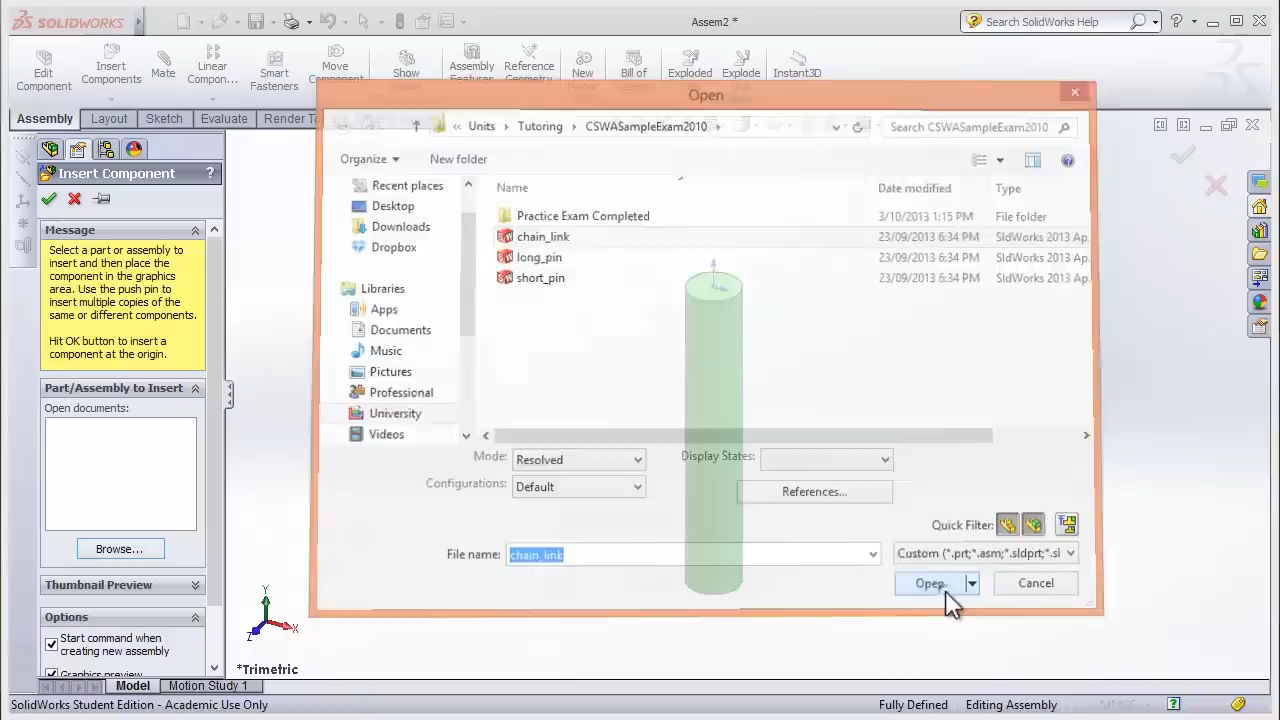 SOLIDWORKS
Assem2 *
Search SolidWorks Help
Edit Component
Insert Components
Mate
Linear Compon...
Smart Fasteners
Move
Show
Assembly
Reference
New
Bill of
Exploded
Explode
Instant3D
Assembly
Layout
Sketch
Evaluate
Render To
Insert Component
?
Message
Select a part or assembly to
insert and then place the
component in the graphics
area. Use the push pin to
insert multiple copies of the
same or different components.
Hit OK button to insert a
component at the origin.
Part/Assembly to Insert
Open documents:
Browse...
Thumbnail Preview
Options
Start command when
creating new assembly
Graphics preview
Open
« Units Tutoring CSWASampleExam2010
Search CSWASampleExam2010
Organize
New folder
Recent places
Desktop
Downloads
Dropbox
Libraries
Apps
Documents
Music
Pictures
Professional
University
Videos
Name
Date modified
Type
Practice Exam Completed
3/10/2013 1:15 PM
File folder
chain_link
23/09/2013 6:34 PM
SldWorks 2013 Ap
long_pin
23/09/2013 6:34 PM
SldWorks 2013 Ap
short_pin
23/09/2013 6:34 PM
SldWorks 2013 Ap
Mode:
Resolved
Display States:
Configurations:
Default
References...
Quick Filter:
File name:
chain_link
Custom (*.prt;*.asm;*.sldprt;*.sl
Open
Cancel
Y
X
Z
*Trimetric
Model
Motion Study 1
SolidWorks Student Edition - Academic Use Only
Fully Defined
Editing Assembly